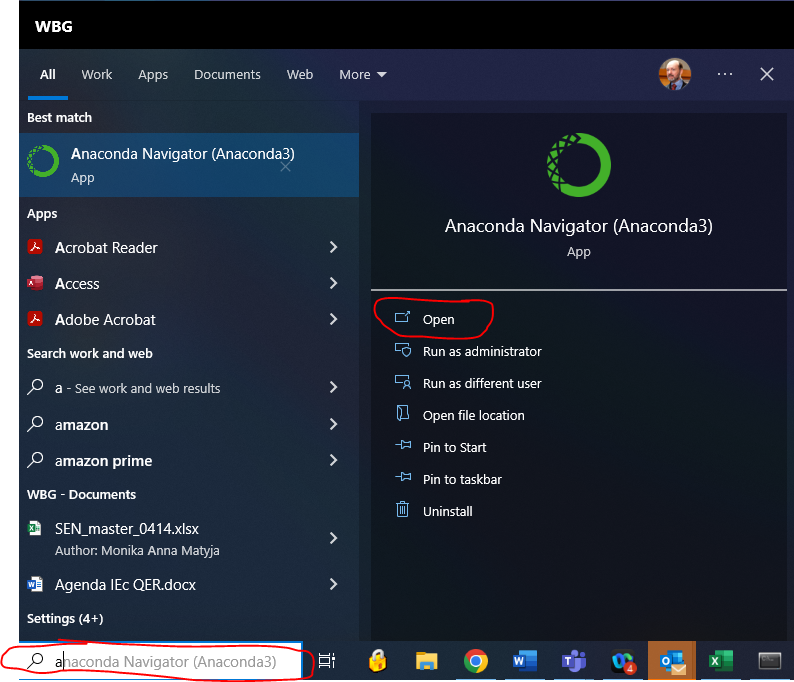 WBG
All Work Apps Documents Web More
Best match
Anaconda Navigator (Anaconda3)
App
Apps
Acrobat Reader
Access
Adobe Acrobat
Search work and web
a - See work and web results
amazon
amazon prime
WBG - Documents
SEN_master_0414.xlsx
Author: Monika Anna Matyja
Agenda IEc QER.docx
Settings (4+)
anaconda Navigator (Anaconda3)
Anaconda Navigator (Anaconda3)
App
Open
Run as administrator
Run as different user
Open file location
Pin to Start
Pin to taskbar
Uninstall
4